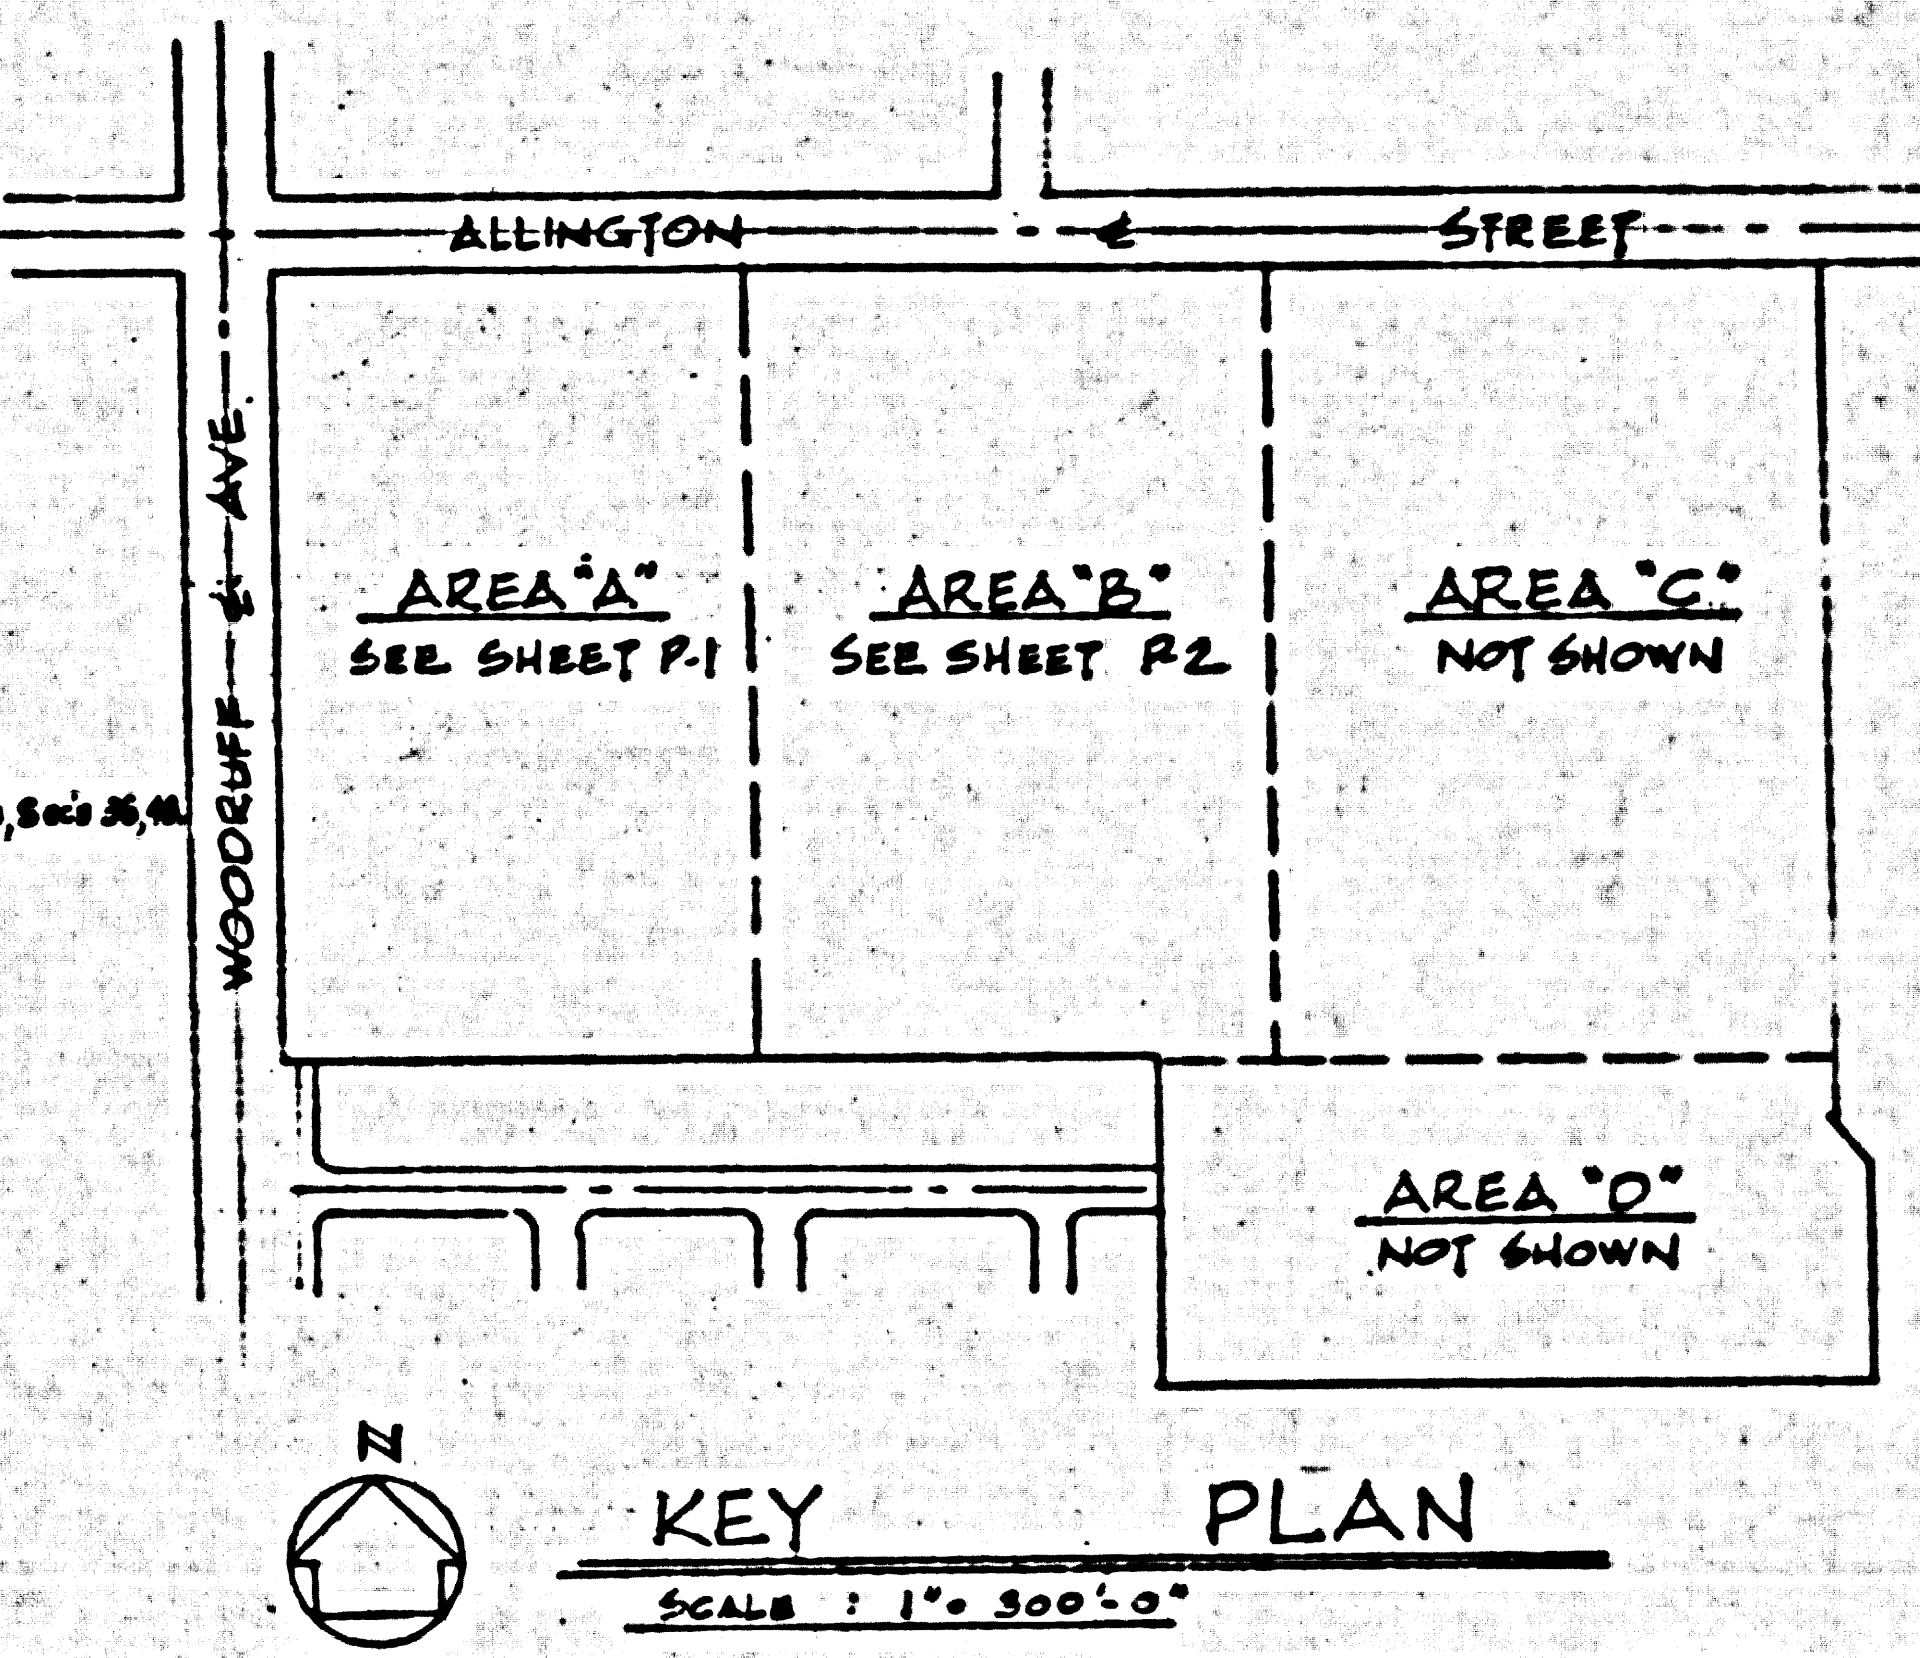 ALLINGTON ℄ STREET
WOODRUFF ℄ AVE.
AREA "A"
SEE SHEET P-1
AREA "B"
SEE SHEET P-2
AREA "C"
NOT SHOWN
AREA "D"
NOT SHOWN
N
KEY PLAN
SCALE : 1" = 300'-0"